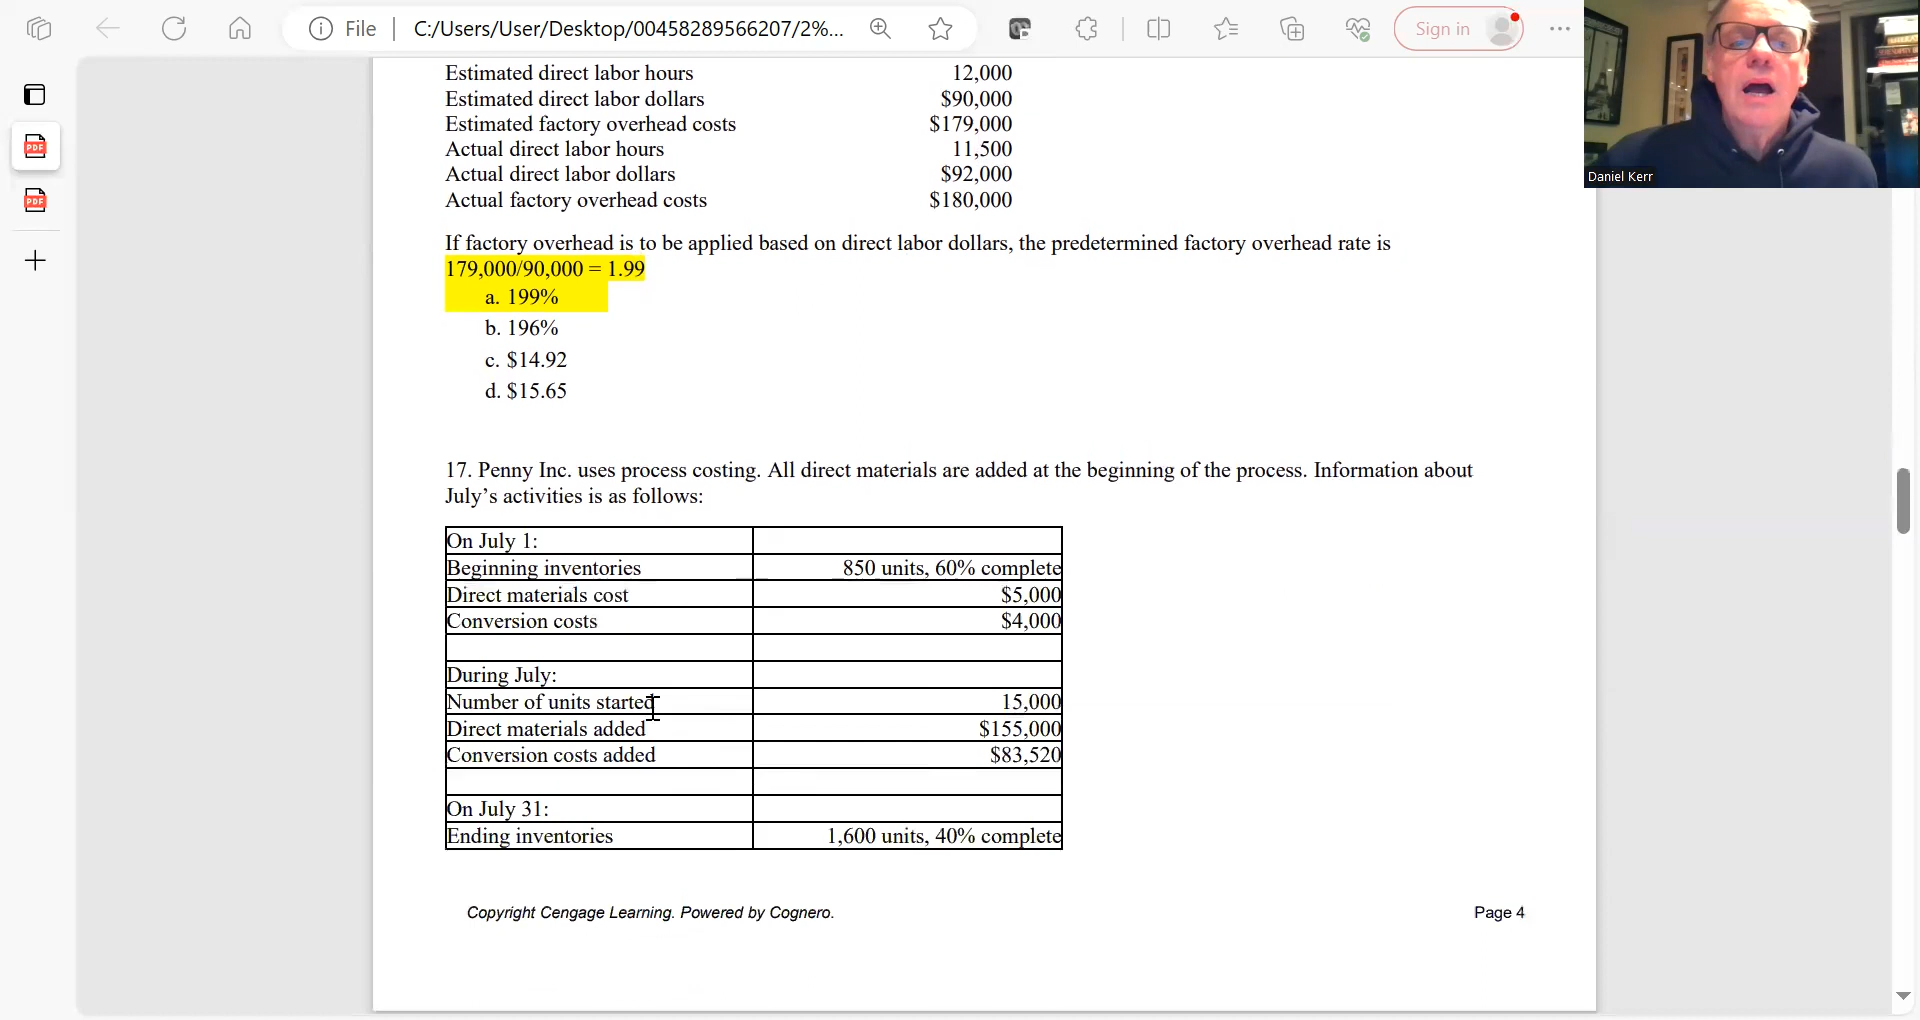 File
C:/Users/User/Desktop/00458289566207/2%...
Sign in
PDF
PDF
Daniel Kerr
Estimated direct labor hours 12,000
Estimated direct labor dollars $90,000
Estimated factory overhead costs $179,000
Actual direct labor hours 11,500
Actual direct labor dollars $92,000
Actual factory overhead costs $180,000
If factory overhead is to be applied based on direct labor dollars, the predetermined factory overhead rate is
179,000/90,000 = 1.99
a. 199%
b. 196%
c. $14.92
d. $15.65
17. Penny Inc. uses process costing. All direct materials are added at the beginning of the process. Information about
July’s activities is as follows:
On July 1:
Beginning inventories 850 units, 60% complete
Direct materials cost $5,000
Conversion costs $4,000
During July:
Number of units started 15,000
Direct materials added $155,000
Conversion costs added $83,520
On July 31:
Ending inventories 1,600 units, 40% complete
Copyright Cengage Learning. Powered by Cognero. Page 4